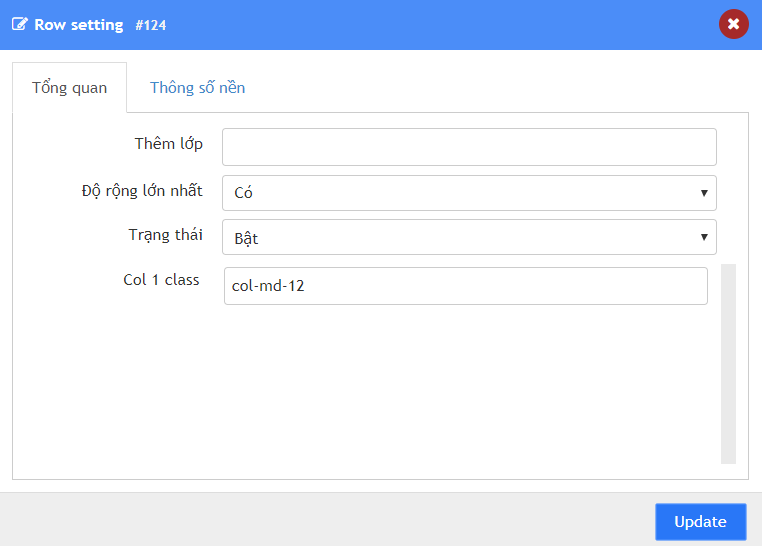 Row setting #124
Tổng quan
Thông số nền
Thêm lớp
Độ rộng lớn nhất
Có
Trạng thái
Bật
Col 1 class
col-md-12
Update